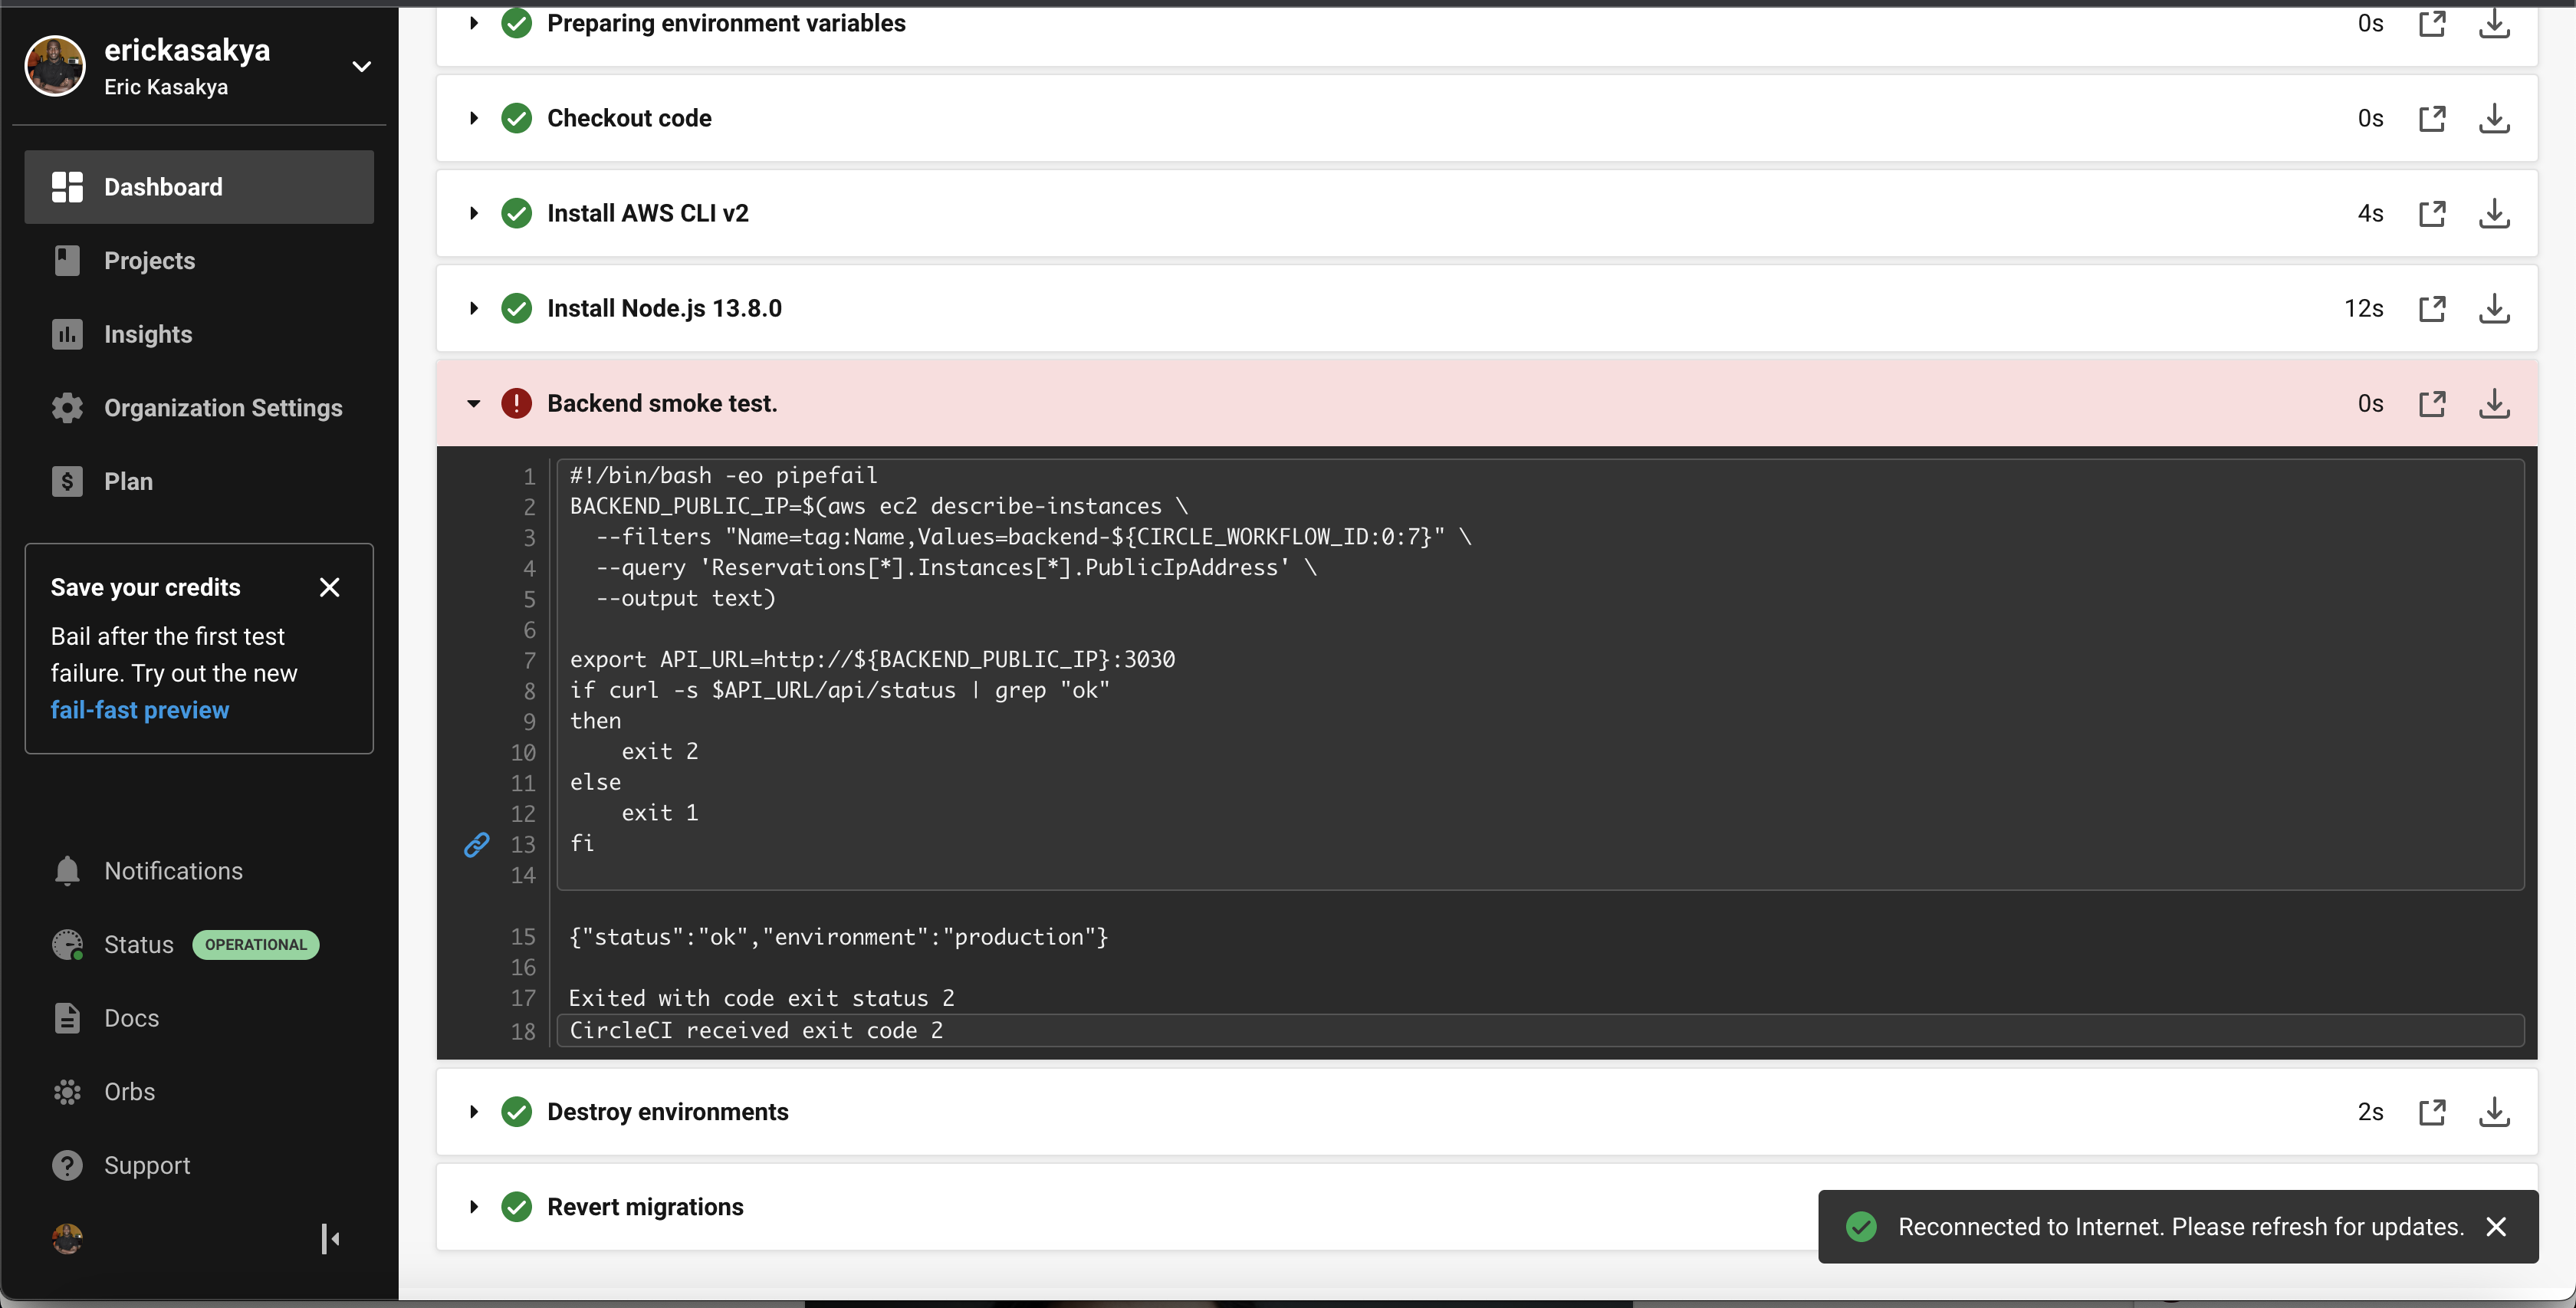 erickasakya
Eric Kasakya
Dashboard
Projects
Insights
Organization Settings
Plan
Save your credits
Bail after the first test
failure. Try out the new
fail-fast preview
Notifications
Status OPERATIONAL
Docs
Orbs
Support
Preparing environment variables 0s
Checkout code 0s
Install AWS CLI v2 4s
Install Node.js 13.8.0 12s
Backend smoke test. 0s
1 #!/bin/bash -eo pipefail
2 BACKEND_PUBLIC_IP=$(aws ec2 describe-instances \
3   --filters "Name=tag:Name,Values=backend-${CIRCLE_WORKFLOW_ID:0:7}" \
4   --query 'Reservations[*].Instances[*].PublicIpAddress' \
5   --output text)
6
7 export API_URL=http://${BACKEND_PUBLIC_IP}:3030
8 if curl -s $API_URL/api/status | grep "ok"
9 then
10     exit 2
11 else
12     exit 1
13 fi
14
15 {"status":"ok","environment":"production"}
16
17 Exited with code exit status 2
18 CircleCI received exit code 2
Destroy environments 2s
Revert migrations
Reconnected to Internet. Please refresh for updates.